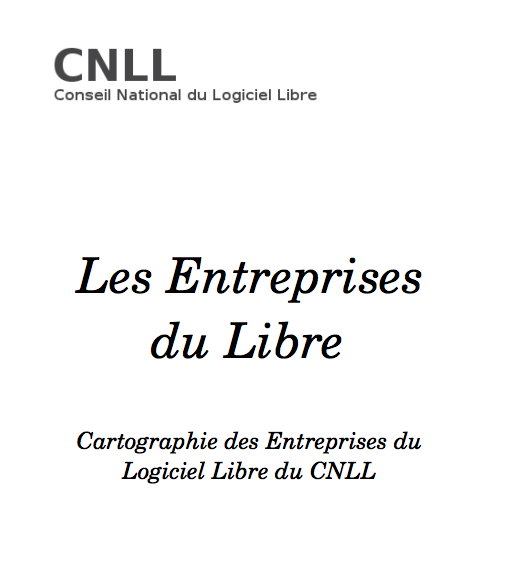 CNLL
Conseil National du Logiciel Libre
Les Entreprises
du Libre
Cartographie des Entreprises du
Logiciel Libre du CNLL